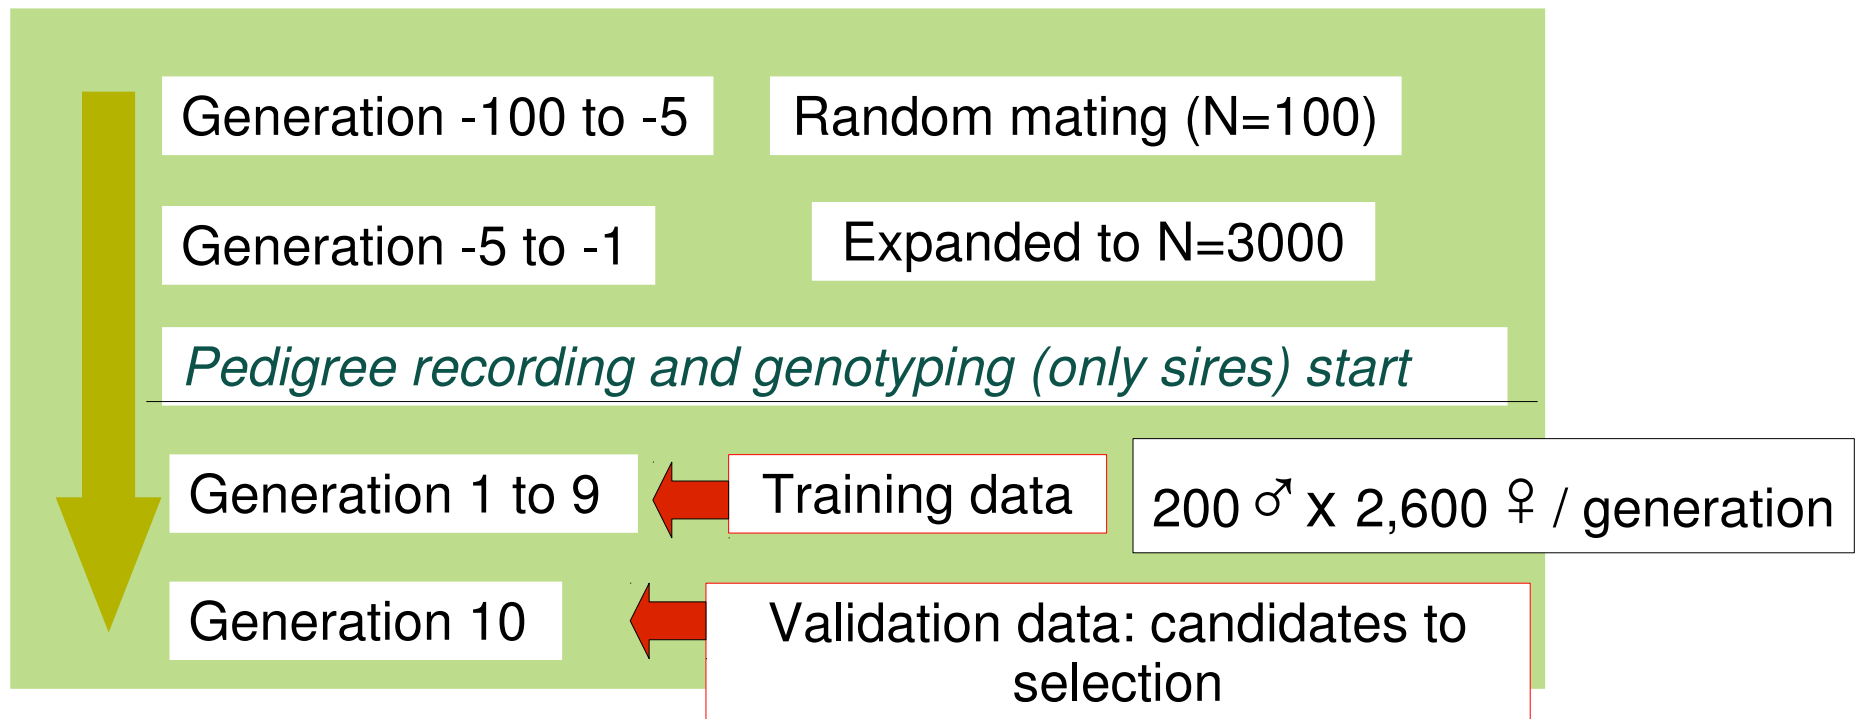 Generation -100 to -5
Random mating (N=100)
Generation -5 to -1
Expanded to N=3000
Pedigree recording and genotyping (only sires) start
Generation 1 to 9
Training data
200 ♂ x 2,600 ♀ / generation
Generation 10
Validation data: candidates to
selection